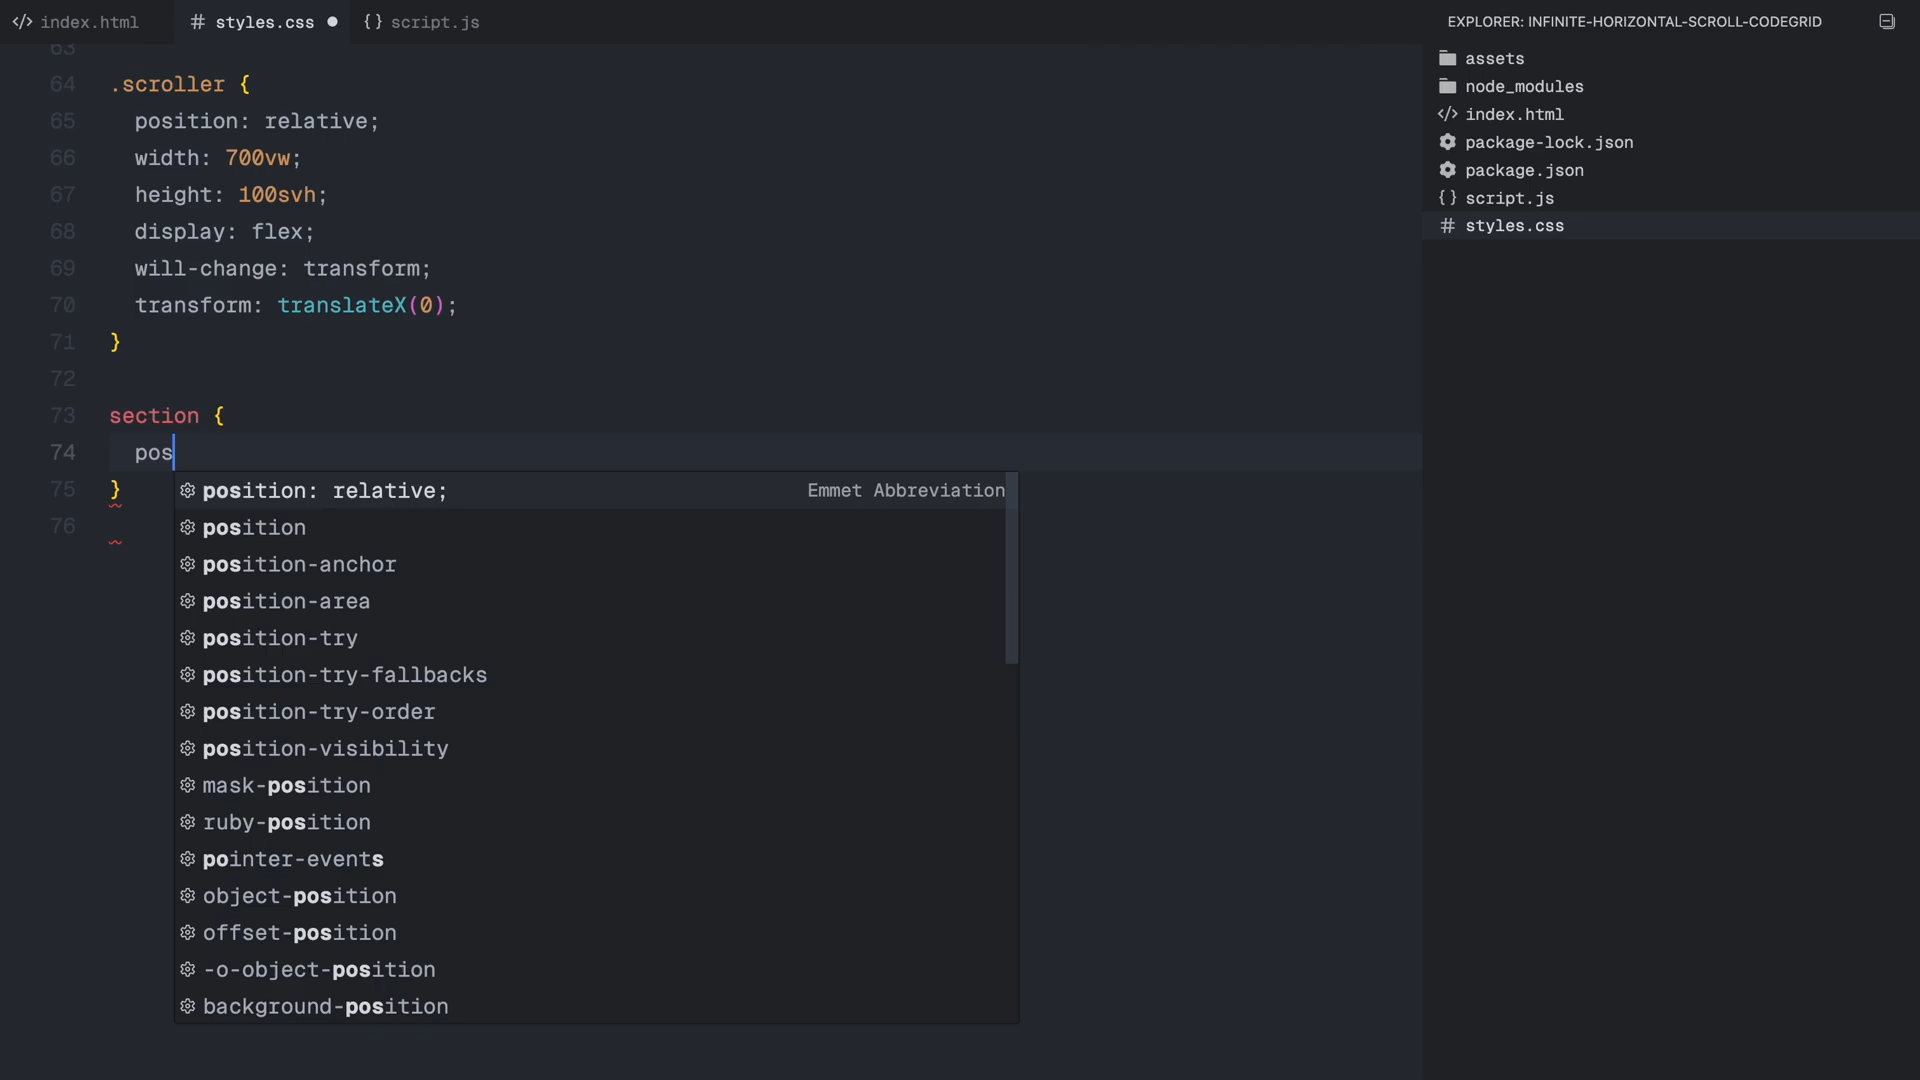 index.html
# styles.css
{} script.js
EXPLORER: INFINITE-HORIZONTAL-SCROLL-CODEGRID
63
64 .scroller {
65 position: relative;
66 width: 700vw;
67 height: 100svh;
68 display: flex;
69 will-change: transform;
70 transform: translateX(0);
71 }
72
73 section {
74 pos
75 }
76
position: relative; Emmet Abbreviation
position
position-anchor
position-area
position-try
position-try-fallbacks
position-try-order
position-visibility
mask-position
ruby-position
pointer-events
object-position
offset-position
-o-object-position
background-position
assets
node_modules
</> index.html
package-lock.json
package.json
{} script.js
# styles.css